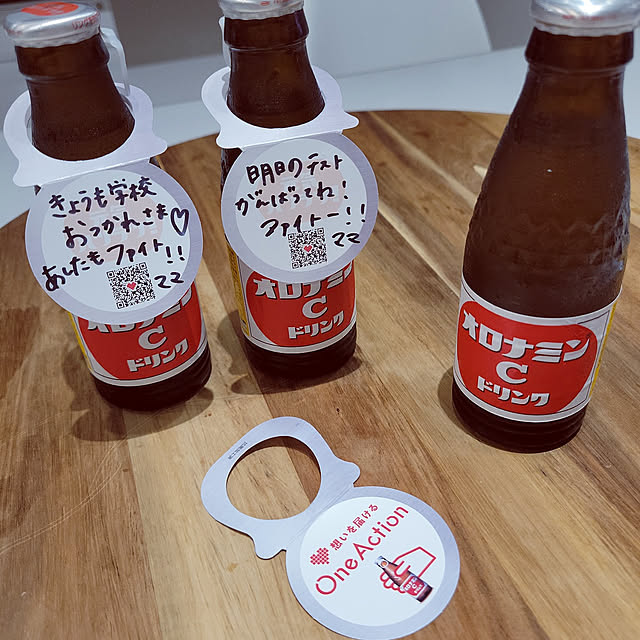 きょうも学校
おつかれさま♡
あしたもファイト!!
ママ
明日のテスト
がんばってね!
ファイトー!!
ママ
オロナミン
C
ドリンク
オロナミン
C
ドリンク
オロナミン
C
ドリンク
想いを届ける
OneAction